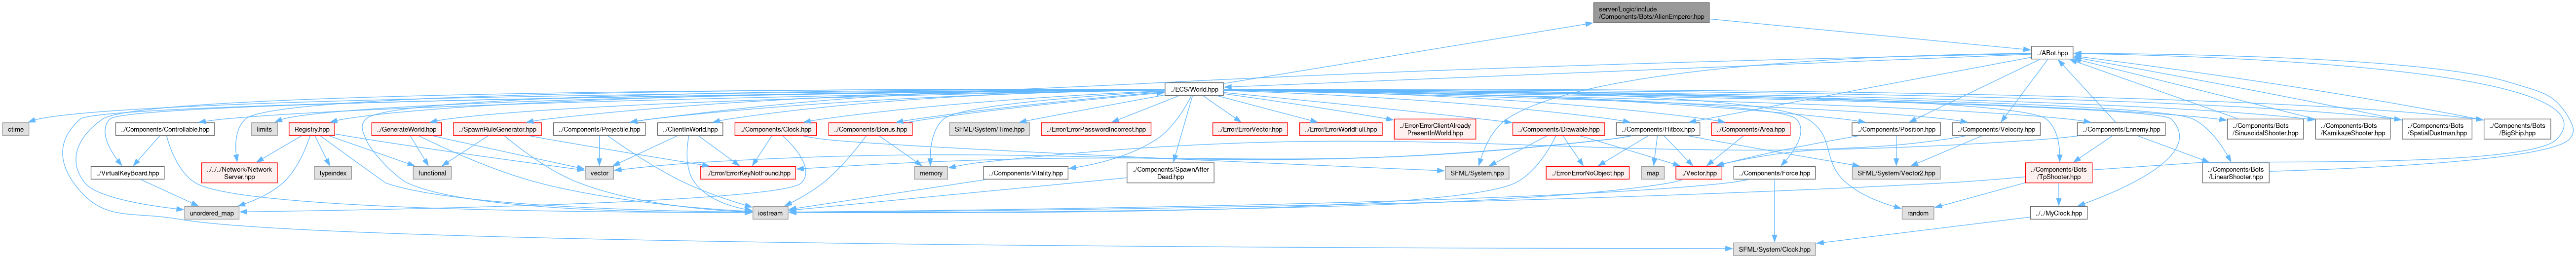 server/Logic/include
/Components/Bots/AlienEmperor.hpp
../ABot.hpp
../ECS/World.hpp
ctime
../Components/Controllable.hpp
limits
Registry.hpp
../GenerateWorld.hpp
../SpawnRuleGenerator.hpp
../Components/Projectile.hpp
../ClientInWorld.hpp
../Components/Clock.hpp
../Components/Bonus.hpp
SFML/System/Time.hpp
../Error/ErrorPasswordIncorrect.hpp
../Error/ErrorVector.hpp
../Error/ErrorWorldFull.hpp
../Error/ErrorClientAlready
PresentInWorld.hpp
../Components/Drawable.hpp
../Components/Hitbox.hpp
../Components/Area.hpp
../Components/Position.hpp
../Components/Velocity.hpp
../Components/Ennemy.hpp
../Components/Bots
/SinusoidalShooter.hpp
../Components/Bots
/KamikazeShooter.hpp
../Components/Bots
/SpatialDustman.hpp
../Components/Bots
/BigShip.hpp
../VirtualKeyBoard.hpp
../../../Network/Network
Server.hpp
typeindex
functional
vector
../Error/ErrorKeyNotFound.hpp
memory
../Components/Vitality.hpp
../Components/SpawnAfter
Dead.hpp
SFML/System.hpp
../Error/ErrorNoObject.hpp
map
../Vector.hpp
../Components/Force.hpp
SFML/System/Vector2.hpp
../Components/Bots
/TpShooter.hpp
../Components/Bots
/LinearShooter.hpp
unordered_map
iostream
random
../../MyClock.hpp
SFML/System/Clock.hpp